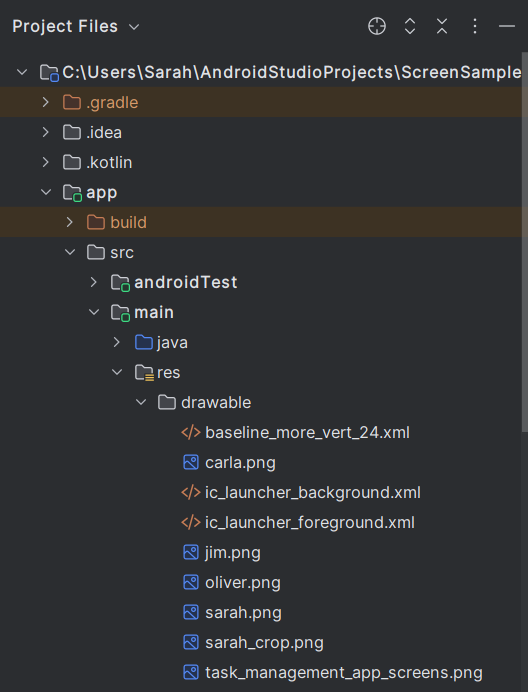 Project Files
C:\Users\Sarah\AndroidStudioProjects\ScreenSample
.gradle
.idea
.kotlin
app
build
src
androidTest
main
java
res
drawable
baseline_more_vert_24.xml
carla.png
ic_launcher_background.xml
ic_launcher_foreground.xml
jim.png
oliver.png
sarah.png
sarah_crop.png
task_management_app_screens.png